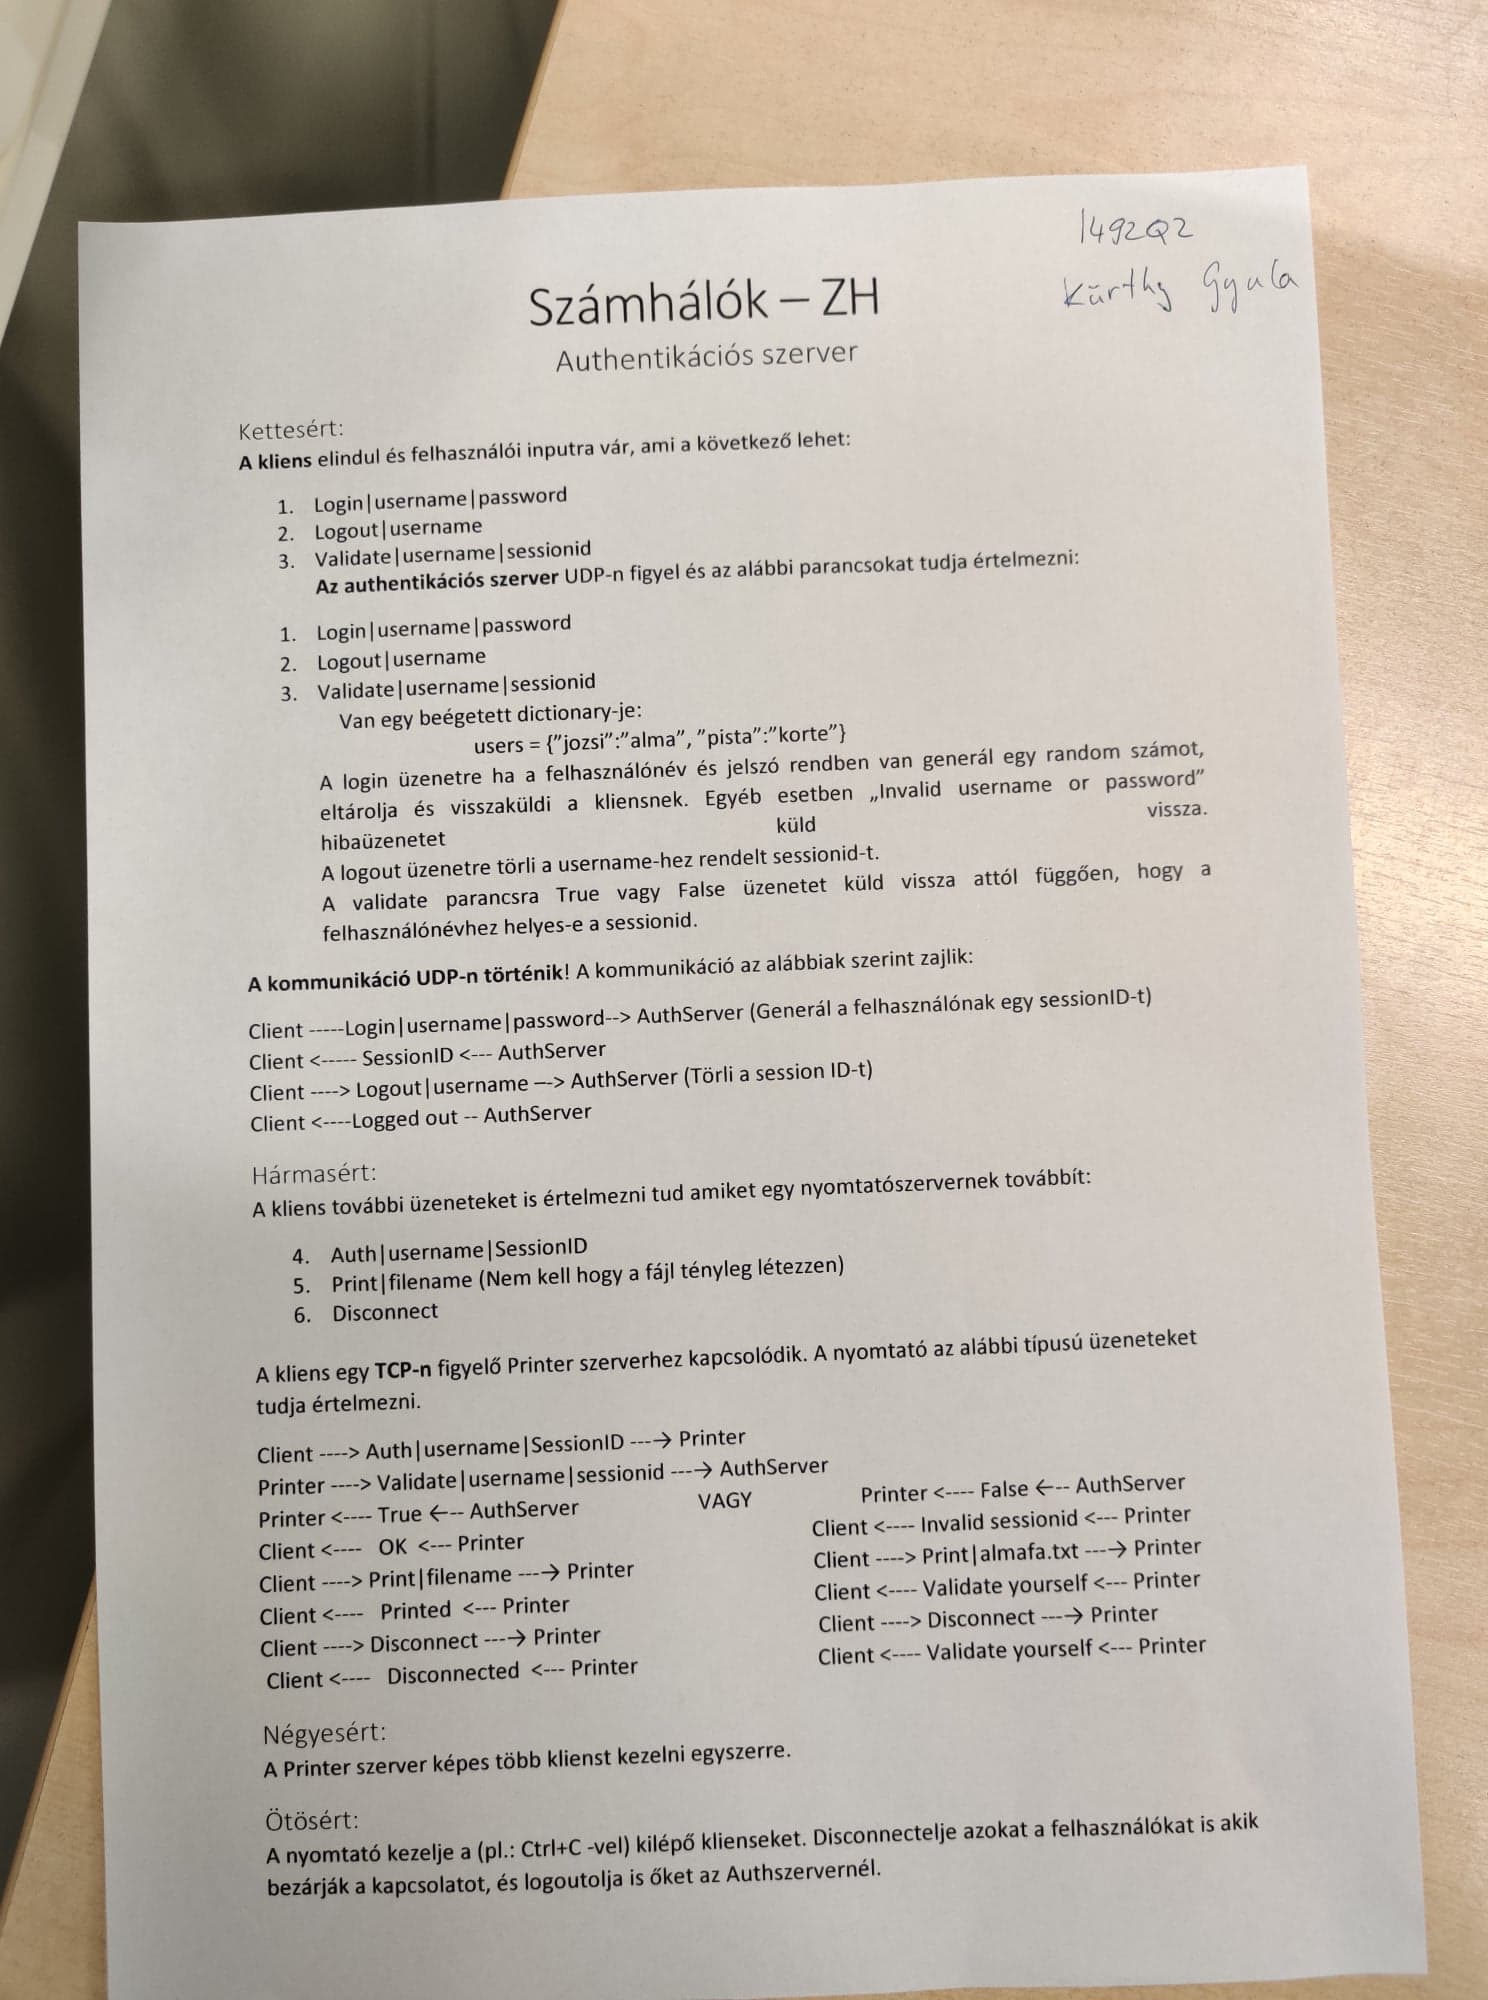 1492Q2
Kürthy Gyula
Számhálók – ZH
Authentikációs szerver
Kettesért:
A kliens elindul és felhasználói inputra vár, ami a következő lehet:
1. Login|username|password
2. Logout|username
3. Validate|username|sessionid
Az authentikációs szerver UDP-n figyel és az alábbi parancsokat tudja értelmezni:
1. Login|username|password
2. Logout|username
3. Validate|username|sessionid
Van egy beégetett dictionary-je:
users = {”jozsi”:”alma”, ”pista”:”korte”}
A login üzenetre ha a felhasználónév és jelszó rendben van generál egy random számot,
eltárolja és visszaküldi a kliensnek. Egyéb esetben „Invalid username or password”
hibaüzenetet küld vissza.
A logout üzenetre törli a username-hez rendelt sessionid-t.
A validate parancsra True vagy False üzenetet küld vissza attól függően, hogy a
felhasználónévhez helyes-e a sessionid.
A kommunikáció UDP-n történik! A kommunikáció az alábbiak szerint zajlik:
Client -----Login|username|password--> AuthServer (Generál a felhasználónak egy sessionID-t)
Client <----- SessionID <--- AuthServer
Client ----> Logout|username —-> AuthServer (Törli a session ID-t)
Client <----Logged out -- AuthServer
Hármasért:
A kliens további üzeneteket is értelmezni tud amiket egy nyomtatószervernek továbbít:
4. Auth|username|SessionID
5. Print|filename (Nem kell hogy a fájl tényleg létezzen)
6. Disconnect
A kliens egy TCP-n figyelő Printer szerverhez kapcsolódik. A nyomtató az alábbi típusú üzeneteket
tudja értelmezni.
Client ----> Auth|username|SessionID ---→ Printer
Printer ----> Validate|username|sessionid ---→ AuthServer
Printer <---- True ←-- AuthServer VAGY Printer <---- False ←-- AuthServer
Client <---- OK <--- Printer Client <---- Invalid sessionid <--- Printer
Client ----> Print|filename ---→ Printer Client ----> Print|almafa.txt ---→ Printer
Client <---- Printed <--- Printer Client <---- Validate yourself <--- Printer
Client ----> Disconnect ---→ Printer Client ----> Disconnect ---→ Printer
Client <---- Disconnected <--- Printer Client <---- Validate yourself <--- Printer
Négyesért:
A Printer szerver képes több klienst kezelni egyszerre.
Ötösért:
A nyomtató kezelje a (pl.: Ctrl+C -vel) kilépő klienseket. Disconnectelje azokat a felhasználókat is akik
bezárják a kapcsolatot, és logoutolja is őket az Authszervernél.